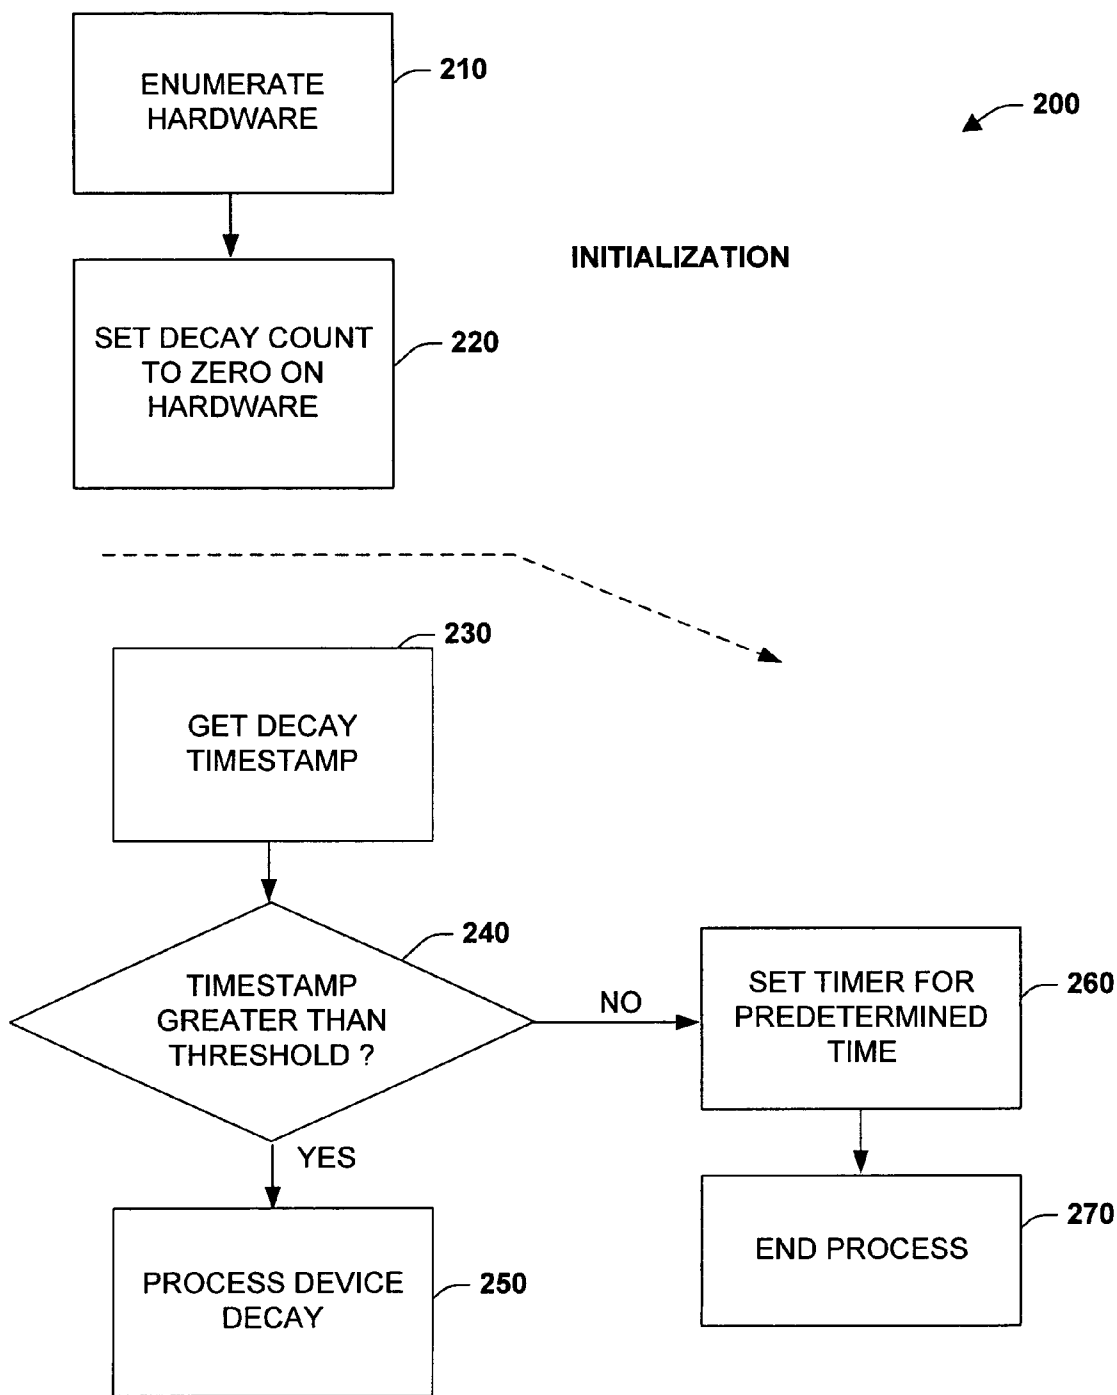 ENUMERATE
HARDWARE
210
200
INITIALIZATION
SET DECAY COUNT
TO ZERO ON
HARDWARE
220
230
GET DECAY
TIMESTAMP
240
TIMESTAMP
GREATER THAN
THRESHOLD ?
NO
SET TIMER FOR
PREDETERMINED
TIME
260
YES
PROCESS DEVICE
DECAY
250
END PROCESS
270